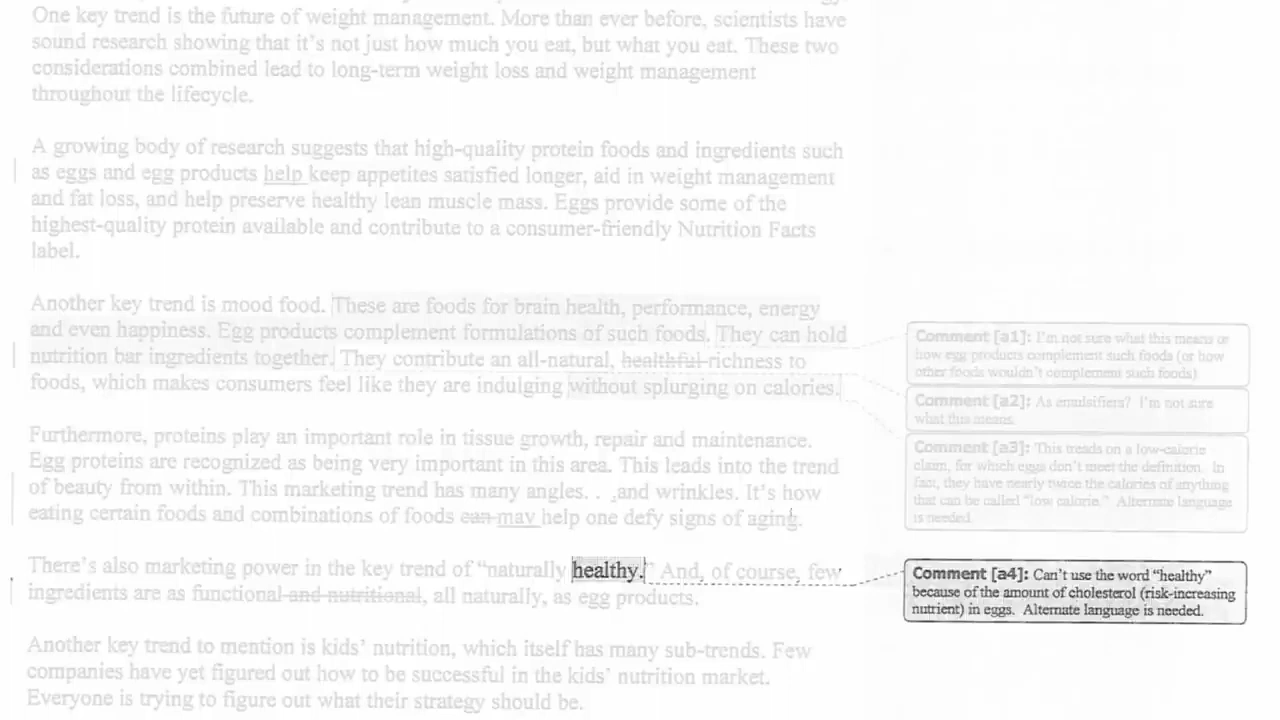 One key trend is the future of weight management. More than ever before, scientists have
sound research showing that it's not just how much you eat, but what you eat. These two
considerations combined lead to long-term weight loss and weight management
throughout the lifecycle.
A growing body of research suggests that high-quality protein foods and ingredients such
as eggs and egg products help keep appetites satisfied longer, aid in weight management
and fat loss, and help preserve healthy lean muscle mass. Eggs provide some of the
highest-quality protein available and contribute to a consumer-friendly Nutrition Facts
label.
Another key trend is mood food. These are foods for brain health, performance, energy
and even happiness. Egg products complement formulations of such foods. They can hold
nutrition bar ingredients together. They contribute an all-natural, healthful richness to
foods, which makes consumers feel like they are indulging without splurging on calories.
Furthermore, proteins play an important role in tissue growth, repair and maintenance.
Egg proteins are recognized as being very important in this area. This leads into the trend
of beauty from within. This marketing trend has many angles. . .and wrinkles. It's how
eating certain foods and combinations of foods can may help one defy signs of aging.
There's also marketing power in the key trend of "naturally healthy." And, of course, few
ingredients are as functional and nutritional, all naturally, as egg products.
Another key trend to mention is kids' nutrition, which itself has many sub-trends. Few
companies have yet figured out how to be successful in the kids' nutrition market.
Everyone is trying to figure out what their strategy should be.
Comment [a1]: I'm not sure what this means or
how egg products complement such foods (or how
other foods wouldn't complement such foods)
Comment [a2]: As emulsifiers? I'm not sure
what this means.
Comment [a3]: This treads on a low-calorie
claim, for which eggs don't meet the definition. In
fact, they have nearly twice the calories of anything
that can be called "low calorie." Alternate language
is needed.
Comment [a4]: Can't use the word "healthy"
because of the amount of cholesterol (risk-increasing
nutrient) in eggs. Alternate language is needed.